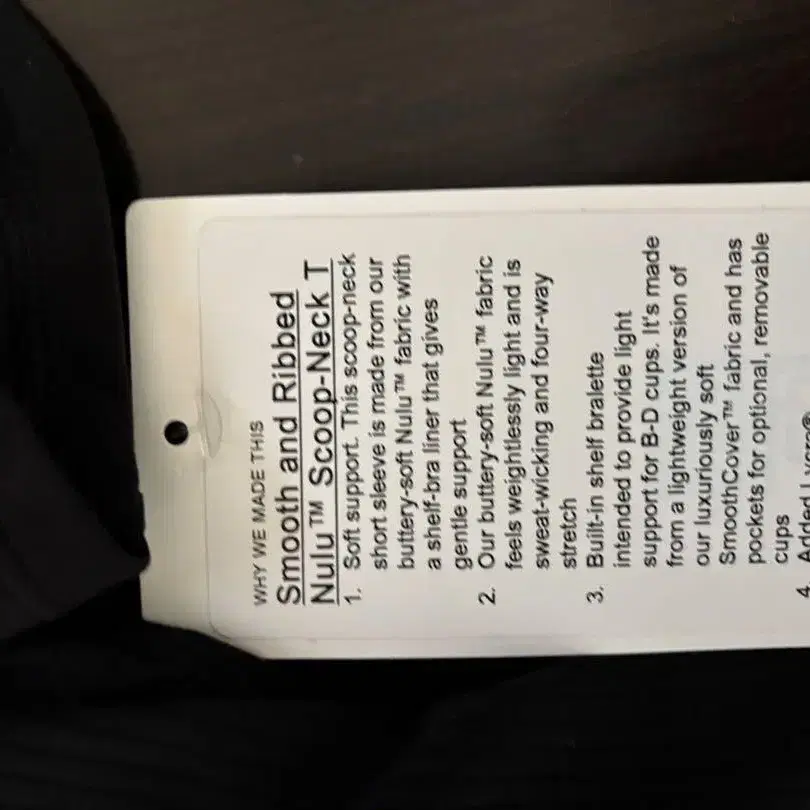 WHY WE MADE THIS
Smooth and Ribbed
Nulu™ Scoop-Neck T
1. Soft support. This scoop-neck
short sleeve is made from our
buttery-soft Nulu™ fabric with
a shelf-bra liner that gives
gentle support
2. Our buttery-soft Nulu™ fabric
feels weightlessly light and is
sweat-wicking and four-way
stretch
3. Built-in shelf bralette
intended to provide light
support for B-D cups. It's made
from a lightweight version of
our luxuriously soft
SmoothCover™ fabric and has
pockets for optional, removable
cups
4. Added Lycra®